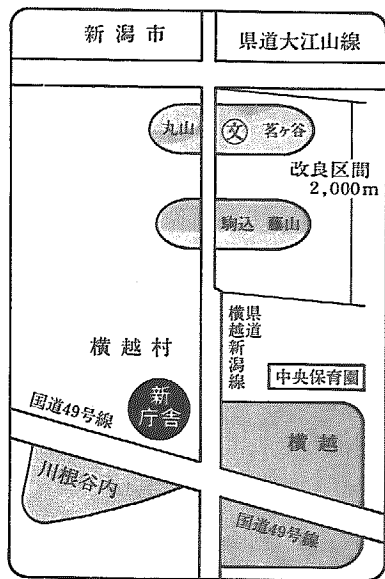 新潟市
県道大江山線
丸山
文
茗ヶ谷
改良区間
2,000m
駒込
藤山
県道
横越新潟線
横越村
中央保育園
新
庁舎
国道49号線
横越
川根谷内
国道49号線